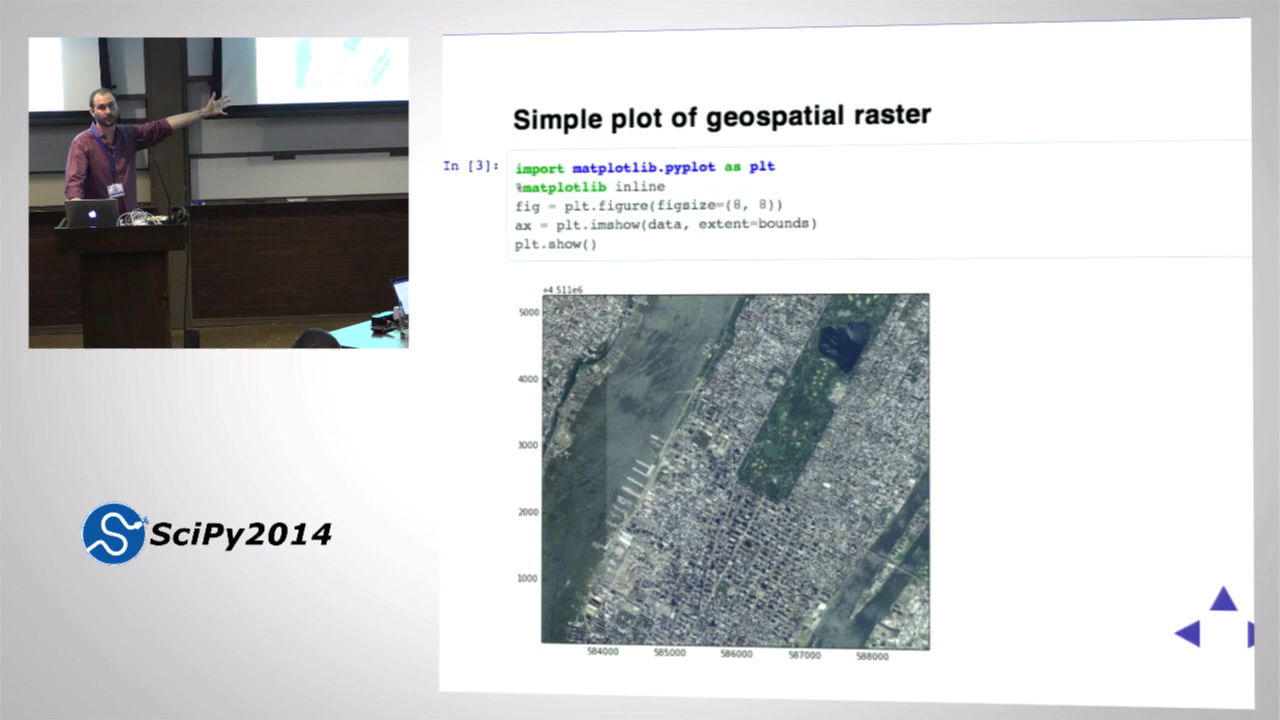 Simple plot of geospatial raster
In [3]:
import matplotlib.pyplot as plt
%matplotlib inline
fig = plt.figure(figsize=(8, 8))
ax = plt.imshow(data, extent=bounds)
plt.show()
+4.511e6
5000
4000
3000
2000
1000
584000 585000 586000 587000 588000
SciPy2014